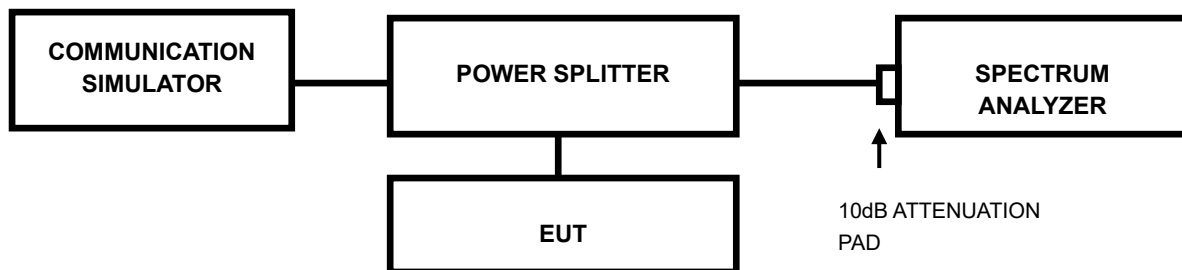 COMMUNICATION
SIMULATOR
POWER SPLITTER
SPECTRUM
ANALYZER
EUT
10dB ATTENUATION
PAD